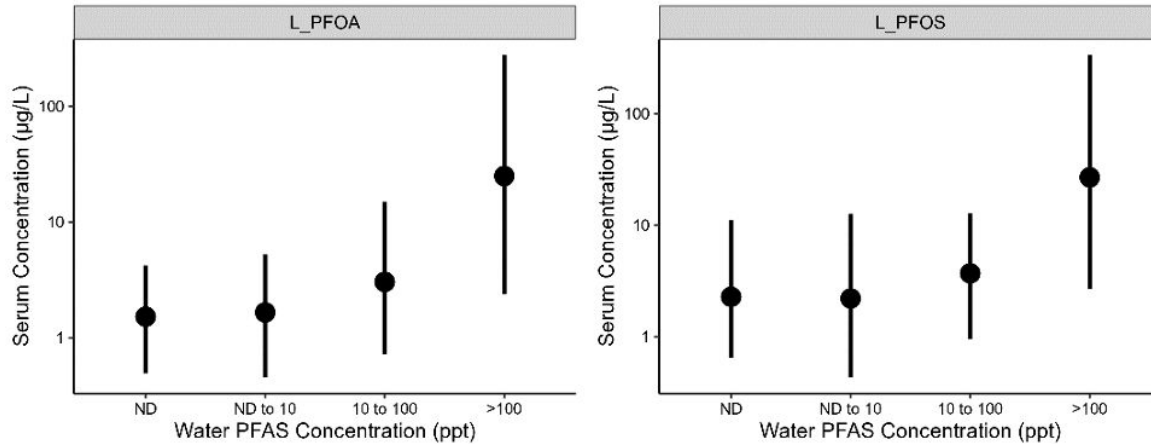 L_PFOA
Serum Concentration (µg/L)
100
10
1
ND
ND to 10
10 to 100
>100
Water PFAS Concentration (ppt)
L_PFOS
Serum Concentration (µg/L)
100
10
1
ND
ND to 10
10 to 100
>100
Water PFAS Concentration (ppt)